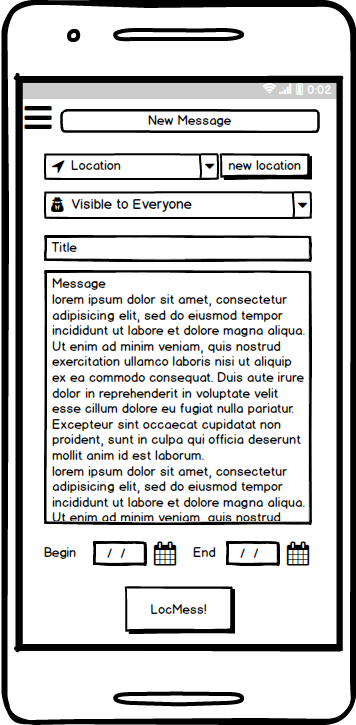 0:02
New Message
Location new location
Visible to Everyone
Title
Message
lorem ipsum dolor sit amet, consectetur
adipisicing elit, sed do eiusmod tempor
incididunt ut labore et dolore magna aliqua.
Ut enim ad minim veniam, quis nostrud
exercitation ullamco laboris nisi ut aliquip
ex ea commodo consequat. Duis aute irure
dolor in reprehenderit in voluptate velit
esse cillum dolore eu fugiat nulla pariatur.
Excepteur sint occaecat cupidatat non
proident, sunt in culpa qui officia deserunt
mollit anim id est laborum.
lorem ipsum dolor sit amet, consectetur
adipisicing elit, sed do eiusmod tempor
incididunt ut labore et dolore magna aliqua.
Ut enim ad minim veniam, quis nostrud
Begin / / End / /
LocMess!